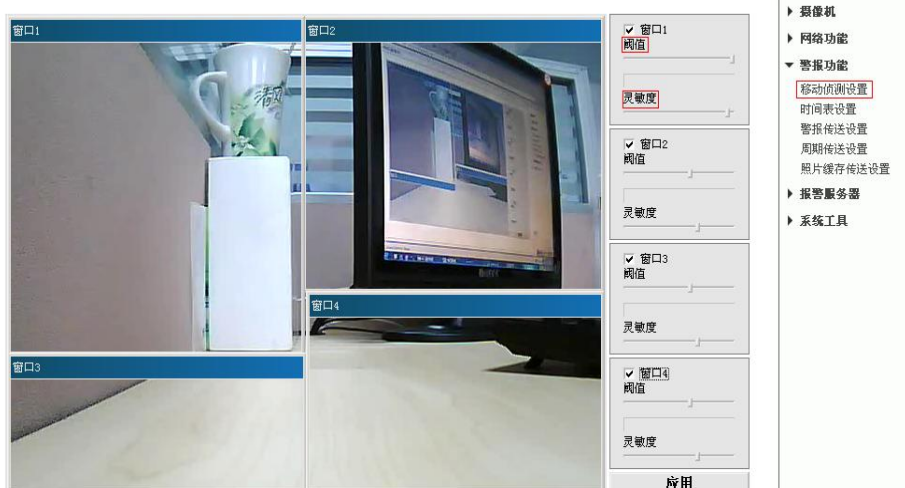 窗口1
窗口2
窗口3
窗口4
清风
窗口1
阈值
灵敏度
窗口2
阈值
灵敏度
窗口3
阈值
灵敏度
窗口4
阈值
灵敏度
应用
摄像机
网络功能
警报功能
移动侦测设置
时间表设置
警报传送设置
周期传送设置
照片缓存传送设置
报警服务器
系统工具